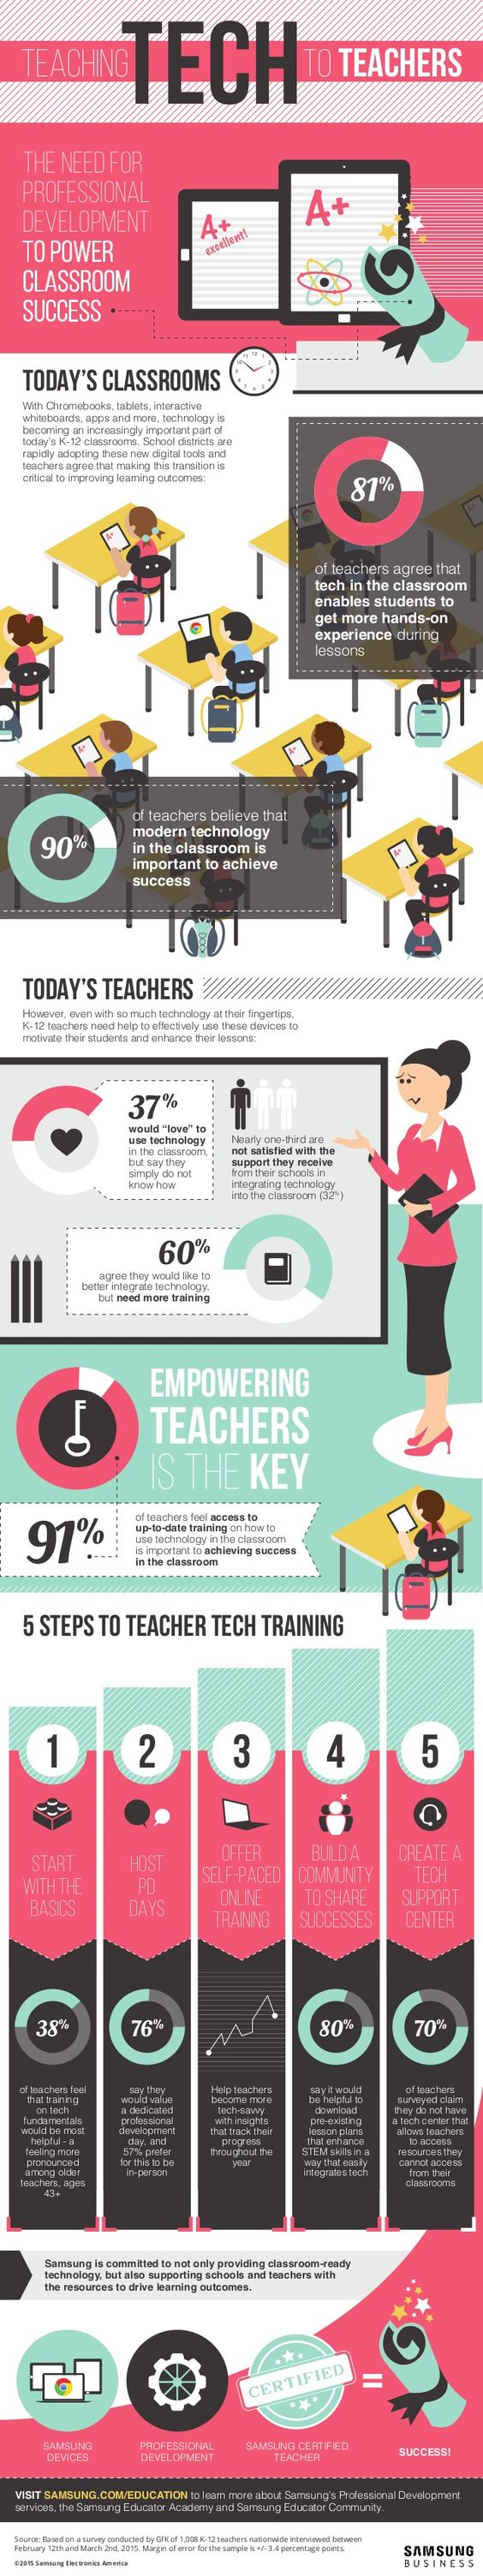 TEACHING TECH TO TEACHERS
THE NEED FOR
PROFESSIONAL
DEVELOPMENT
TO POWER
CLASSROOM
SUCCESS
A+
excellent!
A+
TODAY'S CLASSROOMS
With Chromebooks, tablets, interactive
whiteboards, apps and more, technology is
becoming an increasingly important part of
today's K-12 classrooms. School districts are
rapidly adopting these new digital tools and
teachers agree that making this transition is
critical to improving learning outcomes:
81%
of teachers agree that
tech in the classroom
enables students to
get more hands-on
experience during
lessons
90%
of teachers believe that
modern technology
in the classroom is
important to achieve
success
TODAY'S TEACHERS
However, even with so much technology at their fingertips,
K-12 teachers need help to effectively use these devices to
motivate their students and enhance their lessons:
37%
would "love" to
use technology
in the classroom,
but say they
simply do not
know how
Nearly one-third are
not satisfied with the
support they receive
from their schools in
integrating technology
into the classroom (32%)
60%
agree they would like to
better integrate technology,
but need more training
EMPOWERING
TEACHERS
IS THE KEY
91%
of teachers feel access to
up-to-date training on how to
use technology in the classroom
is important to achieving success
in the classroom
5 STEPS TO TEACHER TECH TRAINING
1
START
WITH THE
BASICS
38%
of teachers feel
that training
on tech
fundamentals
would be most
helpful - a
feeling more
pronounced
among older
teachers, ages
43+
2
HOST
PD
DAYS
76%
say they
would value
a dedicated
professional
development
day, and
57% prefer
for this to be
in-person
3
OFFER
SELF-PACED
ONLINE
TRAINING
Help teachers
become more
tech-savvy
with insights
that track their
progress
throughout the
year
4
BUILD A
COMMUNITY
TO SHARE
SUCCESSES
80%
say it would
be helpful to
download
pre-existing
lesson plans
that enhance
STEM skills in a
way that easily
integrates tech
5
CREATE A
TECH
SUPPORT
CENTER
70%
of teachers
surveyed claim
they do not have
a tech center that
allows teachers
to access
resources they
cannot access
from their
classrooms
Samsung is committed to not only providing classroom-ready
technology, but also supporting schools and teachers with
the resources to drive learning outcomes.
CERTIFIED
=
SAMSUNG
DEVICES
PROFESSIONAL
DEVELOPMENT
SAMSUNG CERTIFIED
TEACHER
SUCCESS!
VISIT SAMSUNG.COM/EDUCATION to learn more about Samsung's Professional Development
services, the Samsung Educator Academy and Samsung Educator Community.
Source: Based on a survey conducted by GfK of 1,008 K-12 teachers nationwide interviewed between
February 12th and March 2nd, 2015. Margin of error for the sample is +/- 3.4 percentage points.
©2015 Samsung Electronics America
SAMSUNG
BUSINESS